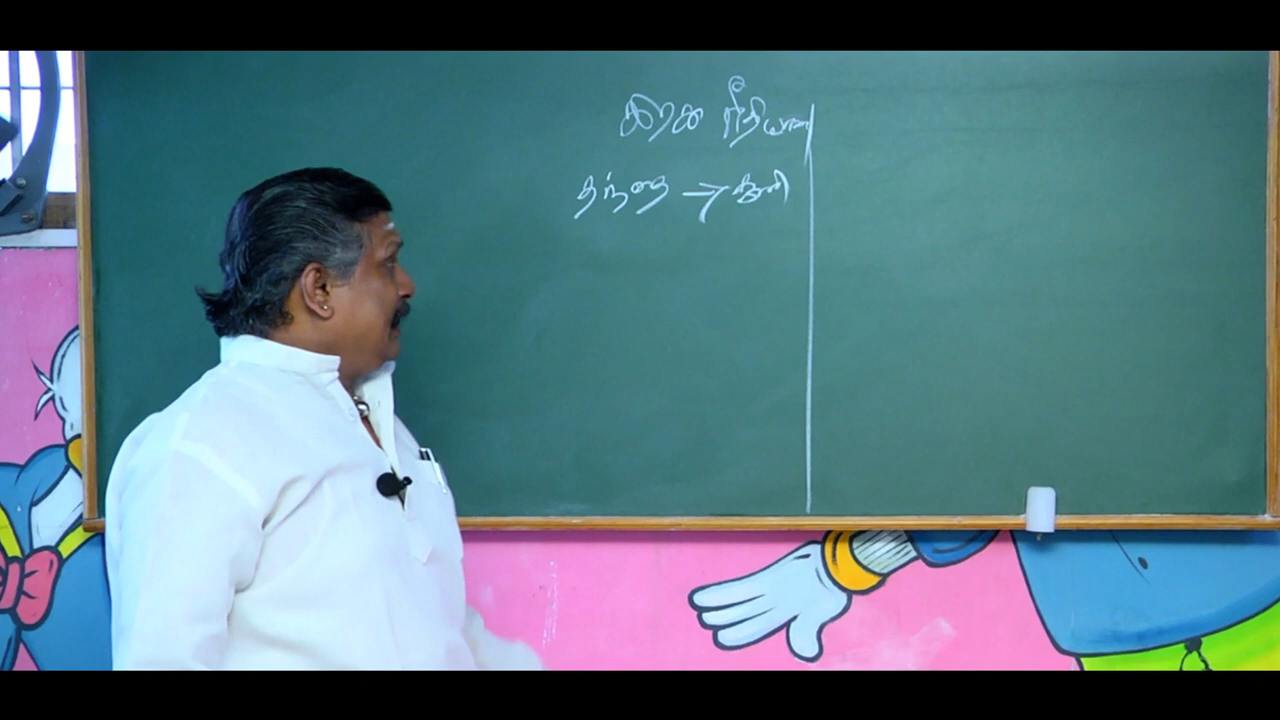 காரக ரீதியான
தந்தை → சூரி